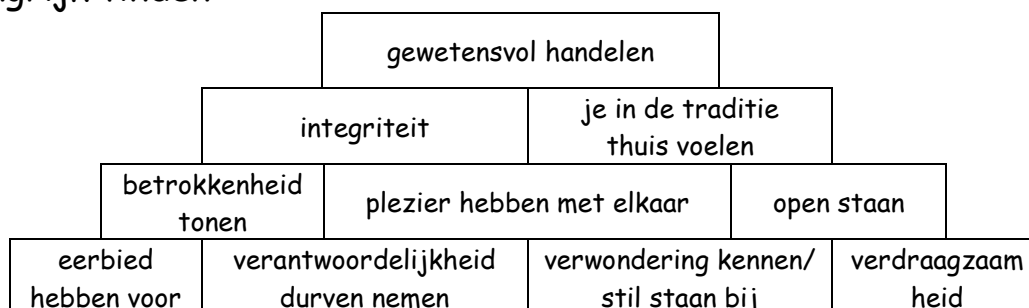 gewetensvol handelen
integriteit
je in de traditie
thuis voelen
betrokkenheid
tonen
plezier hebben met elkaar
open staan
eerbied
hebben voor
verantwoordelijkheid
durven nemen
verwondering kennen/
stil staan bij
verdraagzaam
heid